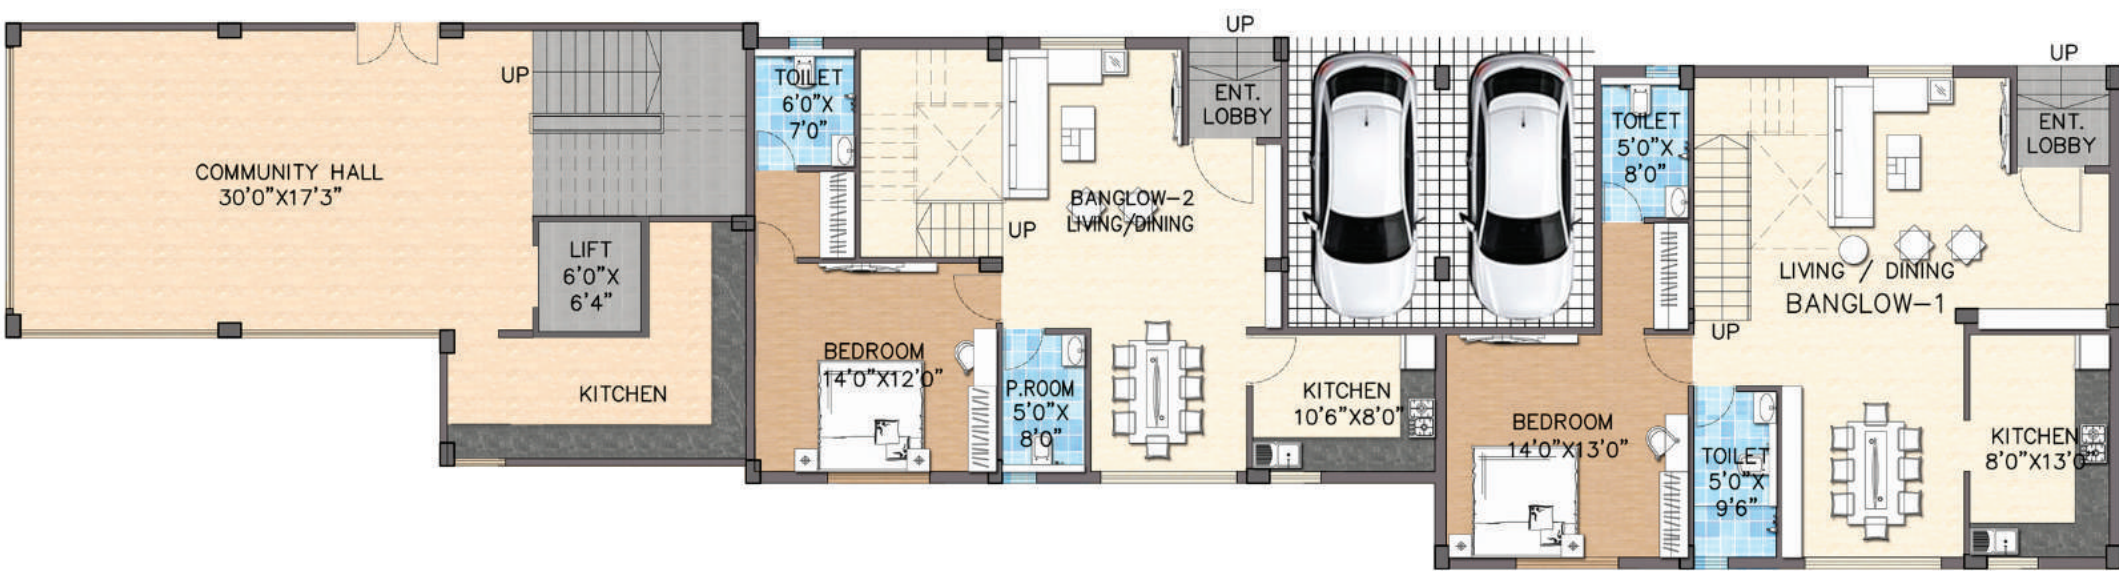 COMMUNITY HALL
30'0"X17'3"
UP
LIFT
6'0"X
6'4"
KITCHEN
TOILET
6'0"X
7'0"
BANGLOW-2
LIVING/DINING
UP
UP
ENT.
LOBBY
BEDROOM
14'0"X12'0"
P.ROOM
5'0"X
8'0"
KITCHEN
10'6"X8'0"
TOILET
5'0"X
8'0"
UP
ENT.
LOBBY
LIVING / DINING
BANGLOW-1
UP
BEDROOM
14'0"X13'0"
TOILET
5'0"X
9'6"
KITCHEN
8'0"X13'0"